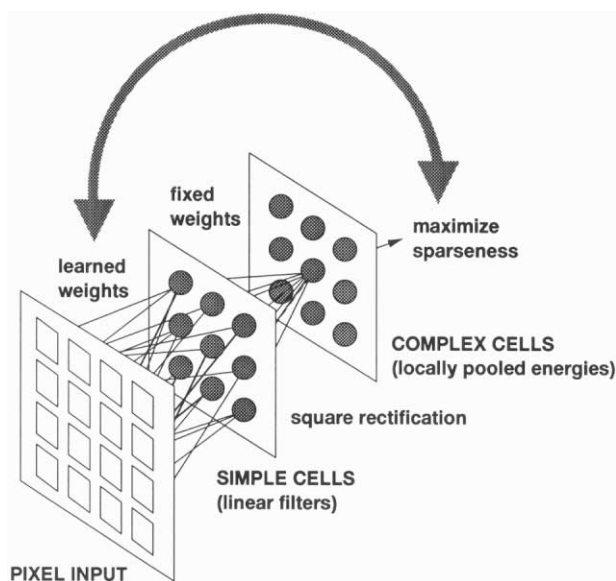 fixed
weights
maximize
sparseness
learned
weights
COMPLEX CELLS
(locally pooled energies)
square rectification
SIMPLE CELLS
(linear filters)
PIXEL INPUT